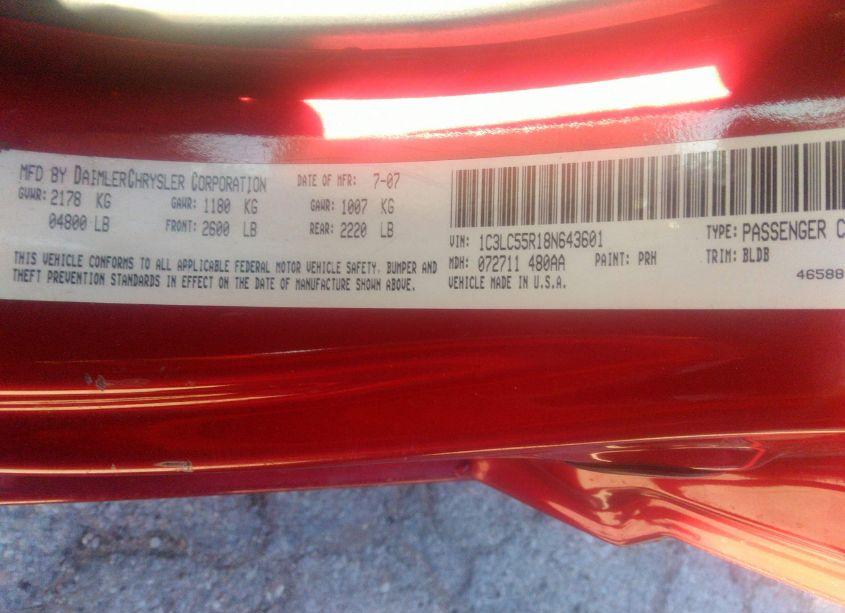 MFD BY DAIMLERCHRYSLER CORPORATION DATE OF MFR: 7-07
GVWR: 2178 KG GAWR: 1180 KG GAWR: 1007 KG
04800 LB FRONT: 2600 LB REAR: 2220 LB
THIS VEHICLE CONFORMS TO ALL APPLICABLE FEDERAL MOTOR VEHICLE SAFETY, BUMPER AND
THEFT PREVENTION STANDARDS IN EFFECT ON THE DATE OF MANUFACTURE SHOWN ABOVE.
VIN: 1C3LC55R18N643601 TYPE: PASSENGER C
MDH: 072711 480AA PAINT: PRH TRIM: BLDB
VEHICLE MADE IN U.S.A. 46588